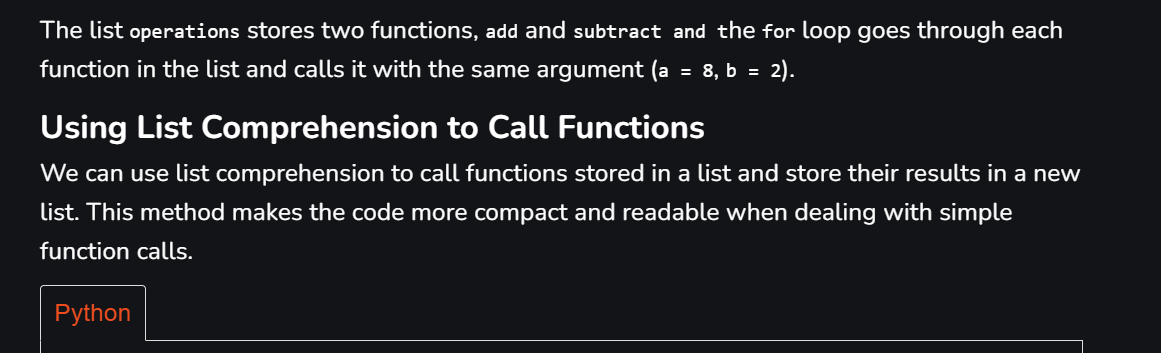 The list operations stores two functions, add and subtract and the for loop goes through each
function in the list and calls it with the same argument (a = 8, b = 2).
Using List Comprehension to Call Functions
We can use list comprehension to call functions stored in a list and store their results in a new
list. This method makes the code more compact and readable when dealing with simple
function calls.
Python